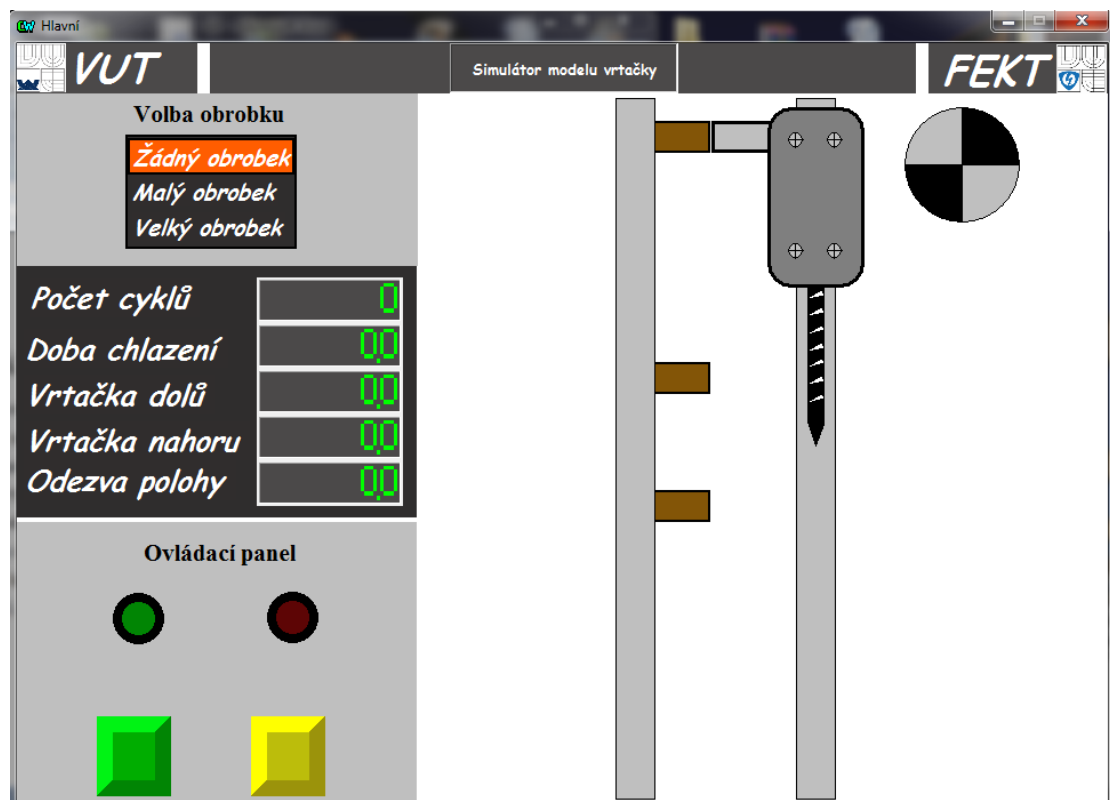 Hlavní
VUT
Simulátor modelu vrtačky
FEKT
Volba obrobku
Žádný obrobek
Malý obrobek
Velký obrobek
Počet cyklů 0
Doba chlazení 0,0
Vrtačka dolů 0,0
Vrtačka nahoru 0,0
Odezva polohy 0,0
Ovládací panel